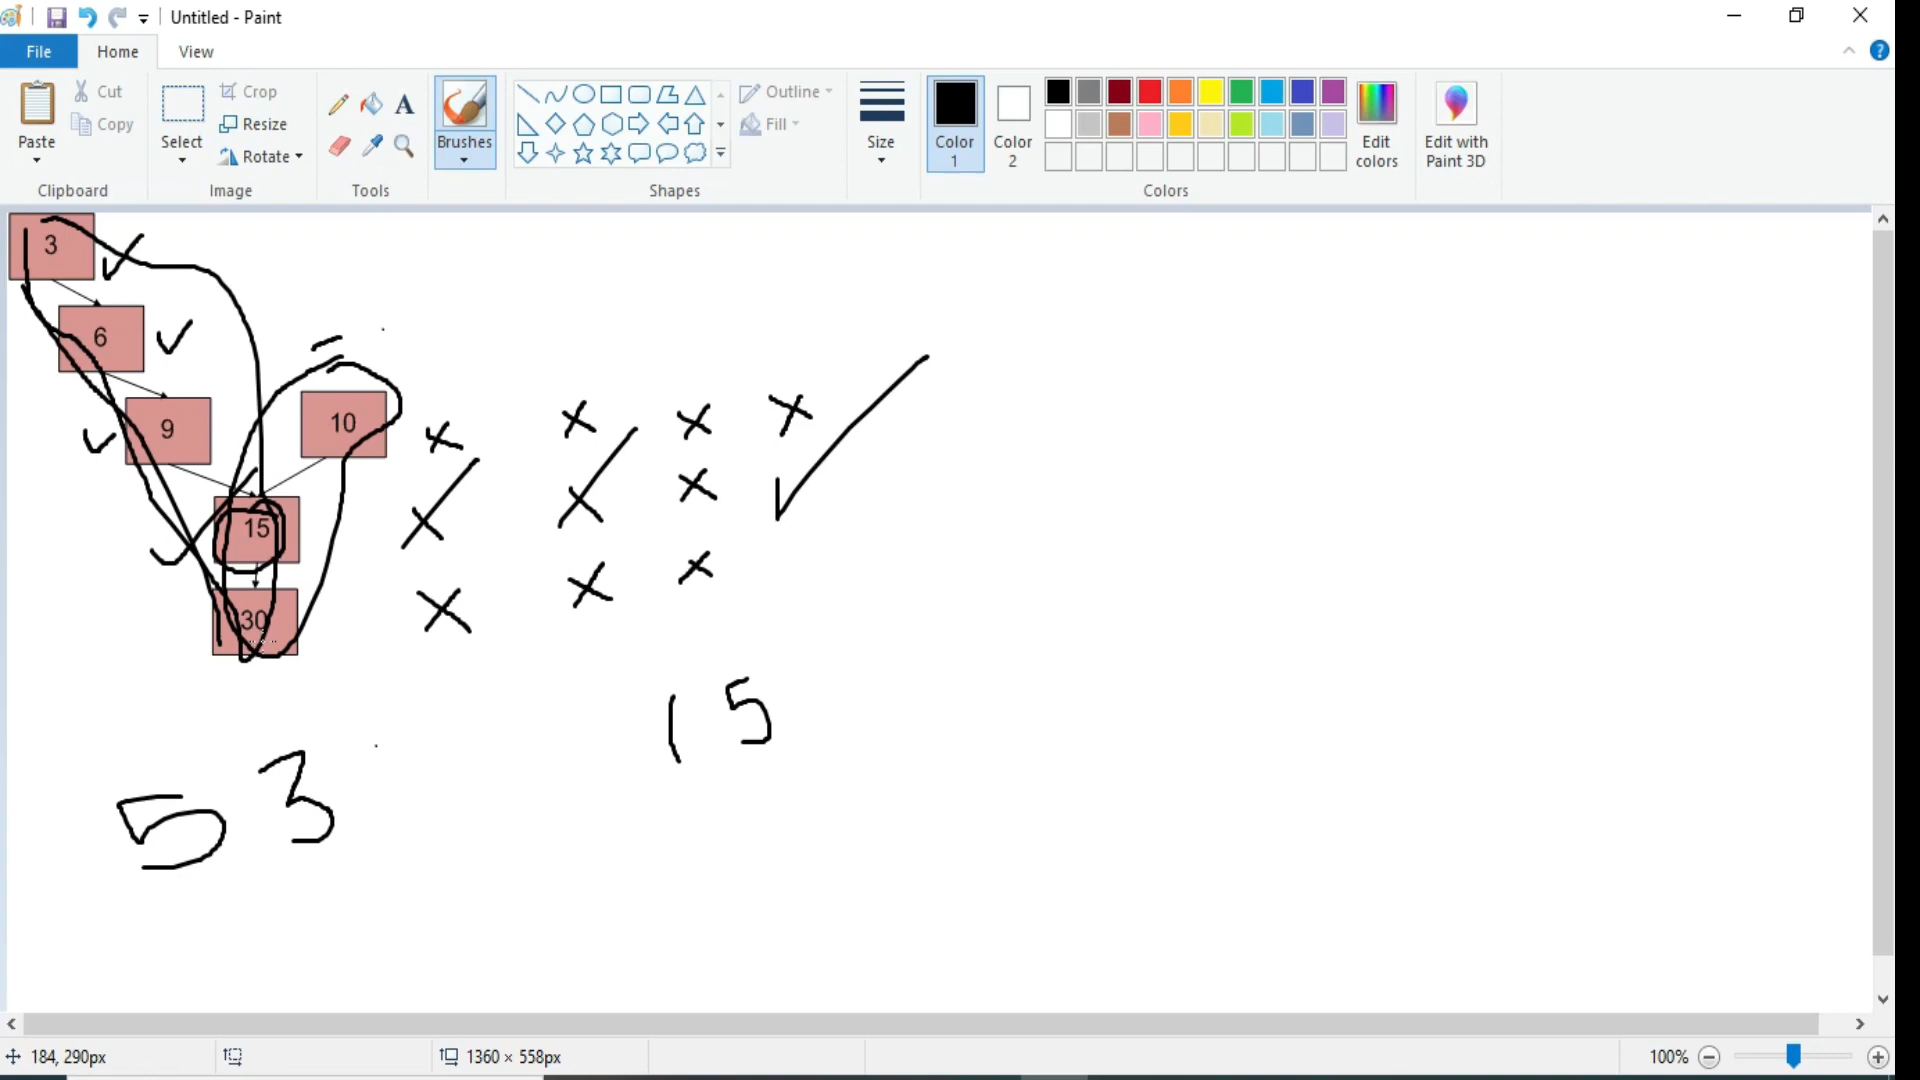 Untitled - Paint
File Home View
Paste
Cut
Copy
Clipboard
Select
Crop
Resize
Rotate
Image
Tools
Brushes
Shapes
Outline
Fill
Size
Color 1
Color 2
Colors
Edit colors
Edit with Paint 3D
3
6
9
10
15
30
15
53
184, 290px
1360 × 558px
100%